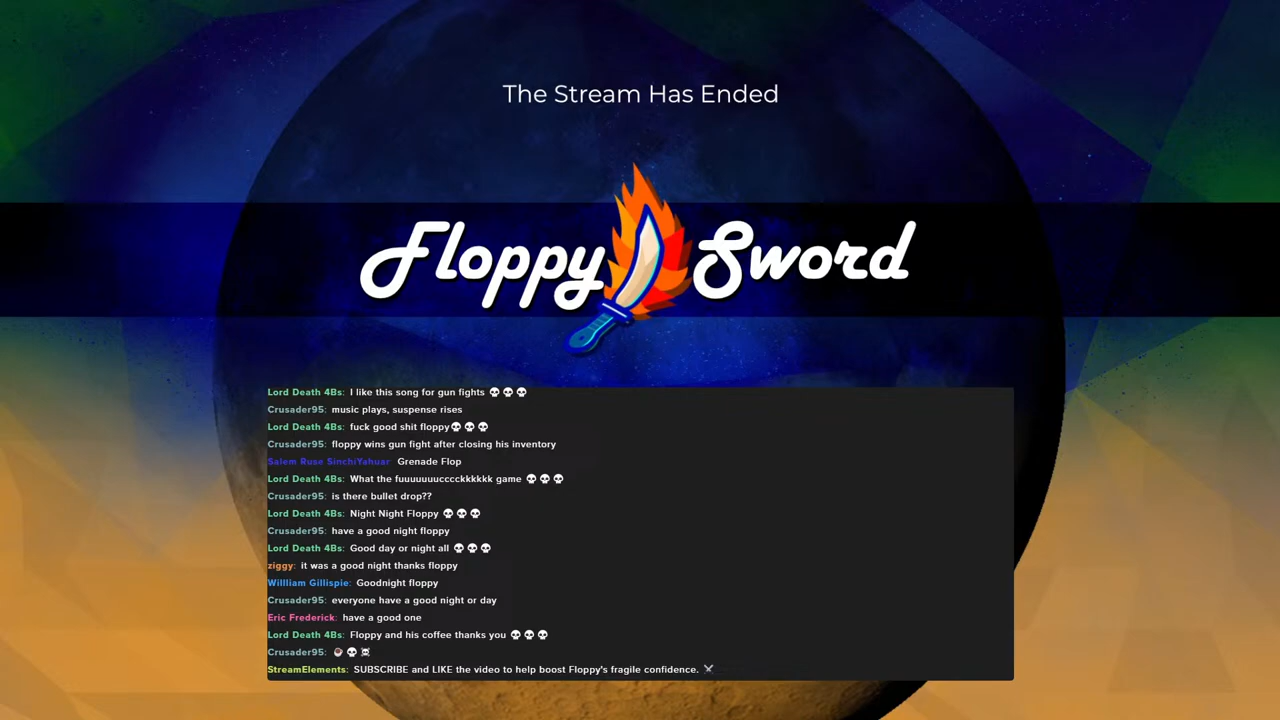 The Stream Has Ended
Floppy Sword
Lord Death 4Bs: I like this song for gun fights 💀💀💀
Crusader95: music plays, suspense rises
Lord Death 4Bs: fuck good shit floppy💀💀💀
Crusader95: floppy wins gun fight after closing his inventory
Salem Ruse SinchiYahuar: Grenade Flop
Lord Death 4Bs: What the fuuuuuuucccckkkkkk game 💀💀💀
Crusader95: is there bullet drop??
Lord Death 4Bs: Night Night Floppy 💀💀💀
Crusader95: have a good night floppy
Lord Death 4Bs: Good day or night all 💀💀💀
ziggy: it was a good night thanks floppy
Willliam Gillispie: Goodnight floppy
Crusader95: everyone have a good night or day
Eric Frederick: have a good one
Lord Death 4Bs: Floppy and his coffee thanks you 💀💀💀
Crusader95: ☕💀☠
StreamElements: SUBSCRIBE and LIKE the video to help boost Floppy's fragile confidence. ⚔